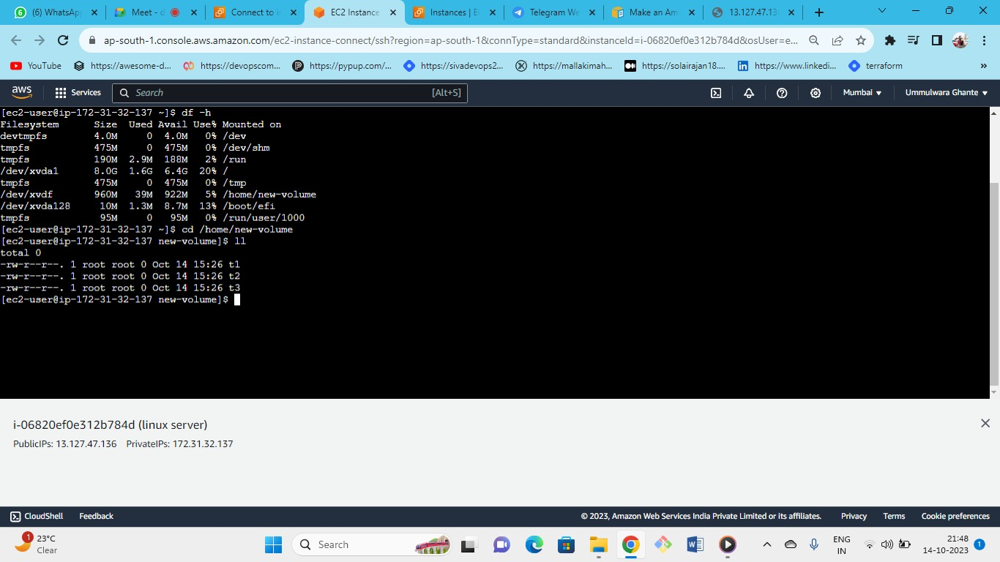 (6) WhatsAp
Meet - d
Connect to i
EC2 Instance
Instances | E
Telegram We
Make an Am
13.127.47.13
ap-south-1.console.aws.amazon.com/ec2-instance-connect/ssh?region=ap-south-1&connType=standard&instanceId=i-06820ef0e312b784d&osUser=e...
YouTube
https://awesome-d...
https://devopscom...
https://pypup.com/...
https://sivadevops2...
https://mallakimah...
https://solairajan18....
https://www.linkedi...
terraform
aws
Services
Search
[Alt+S]
Mumbai
Ummulwara Ghante
[ec2-user@ip-172-31-32-137 ~]$ df -h
Filesystem Size Used Avail Use% Mounted on
devtmpfs 4.0M 0 4.0M 0% /dev
tmpfs 475M 0 475M 0% /dev/shm
tmpfs 190M 2.9M 188M 2% /run
/dev/xvda1 8.0G 1.6G 6.4G 20% /
tmpfs 475M 0 475M 0% /tmp
/dev/xvdf 960M 39M 922M 5% /home/new-volume
/dev/xvda128 10M 1.3M 8.7M 13% /boot/efi
tmpfs 95M 0 95M 0% /run/user/1000
[ec2-user@ip-172-31-32-137 ~]$ cd /home/new-volume
[ec2-user@ip-172-31-32-137 new-volume]$ ll
total 0
-rw-r--r--. 1 root root 0 Oct 14 15:26 t1
-rw-r--r--. 1 root root 0 Oct 14 15:26 t2
-rw-r--r--. 1 root root 0 Oct 14 15:26 t3
[ec2-user@ip-172-31-32-137 new-volume]$
i-06820ef0e312b784d (linux server)
PublicIPs: 13.127.47.136 PrivateIPs: 172.31.32.137
CloudShell
Feedback
© 2023, Amazon Web Services India Private Limited or its affiliates.
Privacy
Terms
Cookie preferences
1
23°C
Clear
Search
ENG
IN
21:48
14-10-2023
1